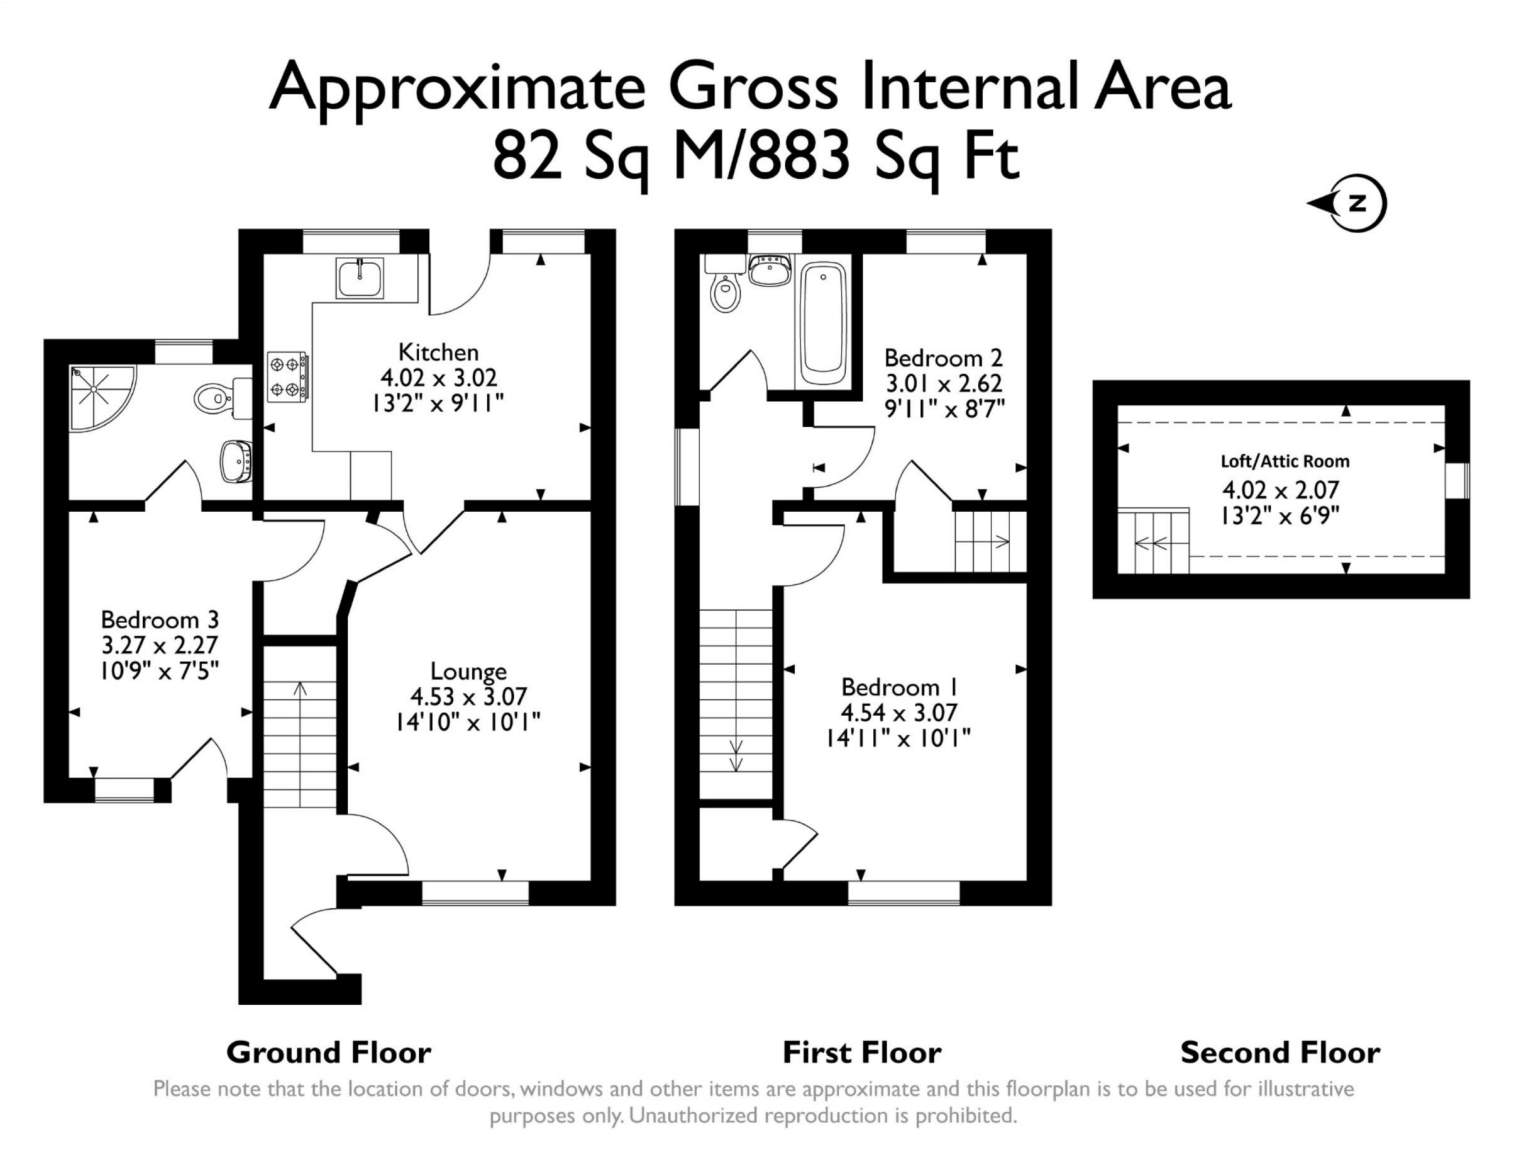 Approximate Gross Internal Area
82 Sq M/883 Sq Ft
N
Kitchen
4.02 x 3.02
13'2" x 9'11"
Bedroom 3
3.27 x 2.27
10'9" x 7'5"
Lounge
4.53 x 3.07
14'10" x 10'1"
Bedroom 2
3.01 x 2.62
9'11" x 8'7"
Bedroom 1
4.54 x 3.07
14'11" x 10'1"
Loft/Attic Room
4.02 x 2.07
13'2" x 6'9"
Ground Floor
First Floor
Second Floor
Please note that the location of doors, windows and other items are approximate and this floorplan is to be used for illustrative
purposes only. Unauthorized reproduction is prohibited.